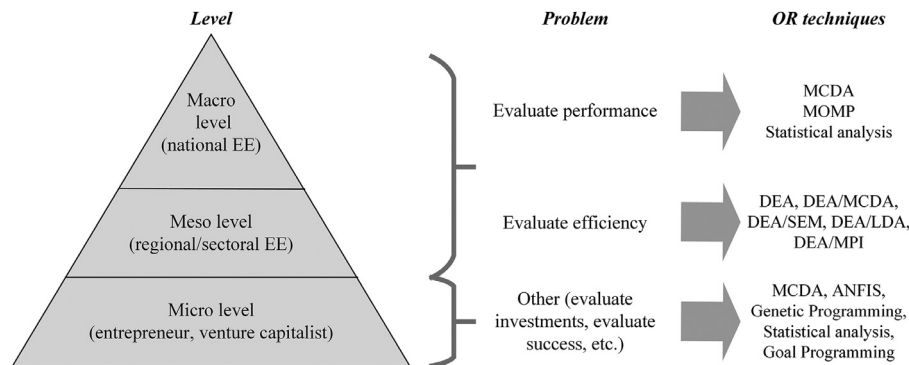 Level
Problem
OR techniques
Macro
level
(national EE)
Evaluate performance
MCDA
MOMP
Statistical analysis
Meso level
(regional/sectoral EE)
Evaluate efficiency
DEA, DEA/MCDA,
DEA/SEM, DEA/LDA,
DEA/MPI
Micro level
(entrepreneur, venture capitalist)
Other (evaluate
investments, evaluate
success, etc.)
MCDA, ANFIS,
Genetic Programming,
Statistical analysis,
Goal Programming